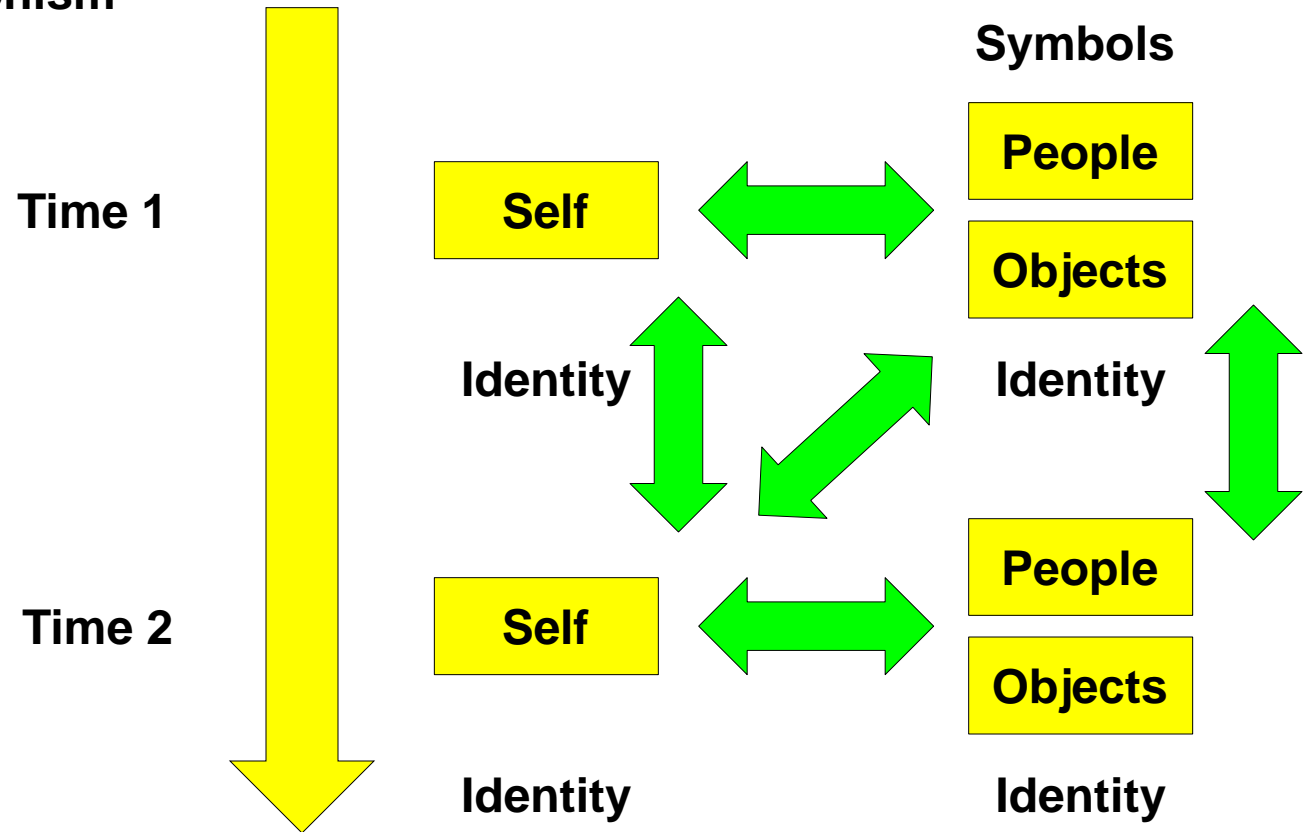 Symbols
People
Time 1
Self
Objects
Identity
Identity
People
Time 2
Self
Objects
Identity
Identity